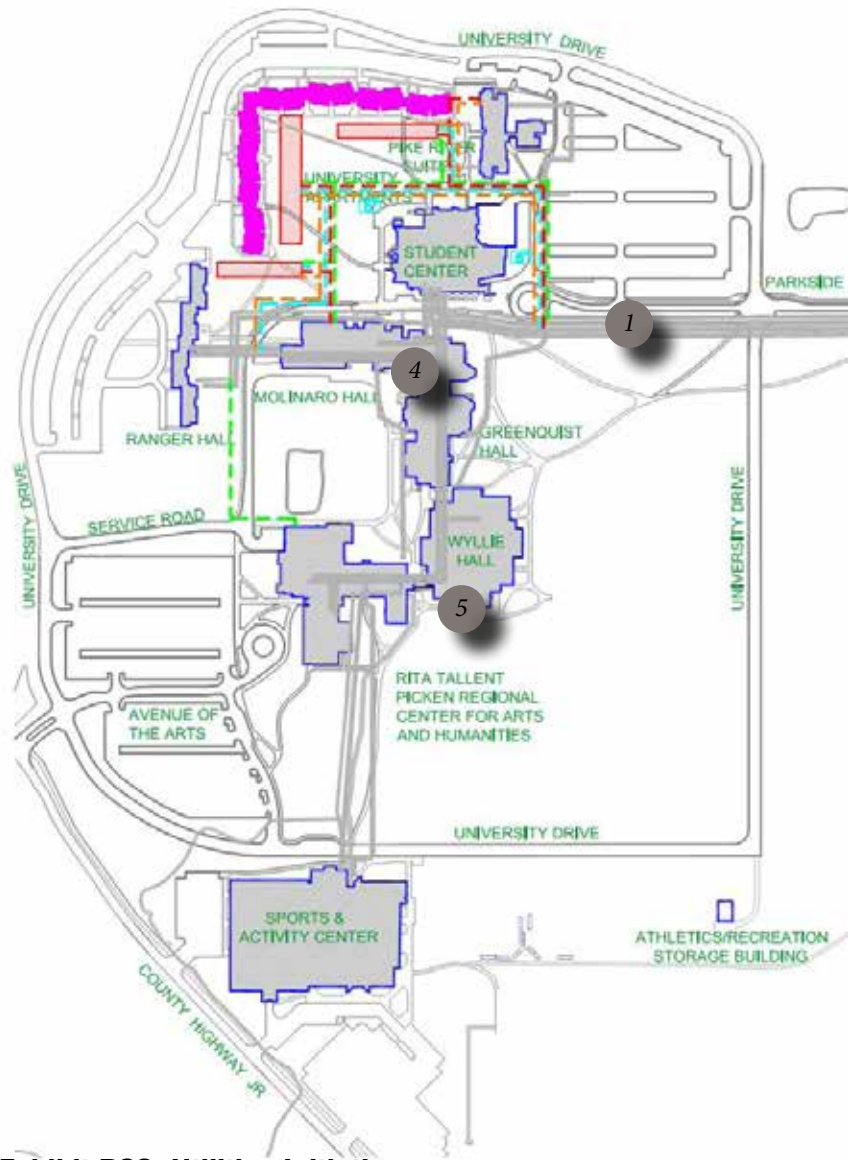 UNIVERSITY DRIVE
PIKE RIVER
SUITES
UNIVERSITY
APARTMENTS
STUDENT
CENTER
PARKSIDE
1
4
MOLINARO HALL
RANGER HALL
GREENQUIST
HALL
UNIVERSITY DRIVE
SERVICE ROAD
WYLLIE
HALL
UNIVERSITY DRIVE
5
RITA TALLENT
PICKEN REGIONAL
CENTER FOR ARTS
AND HUMANITIES
AVENUE OF
THE ARTS
UNIVERSITY DRIVE
SPORTS &
ACTIVITY CENTER
ATHLETICS/RECREATION
STORAGE BUILDING
COUNTY HIGHWAY JR